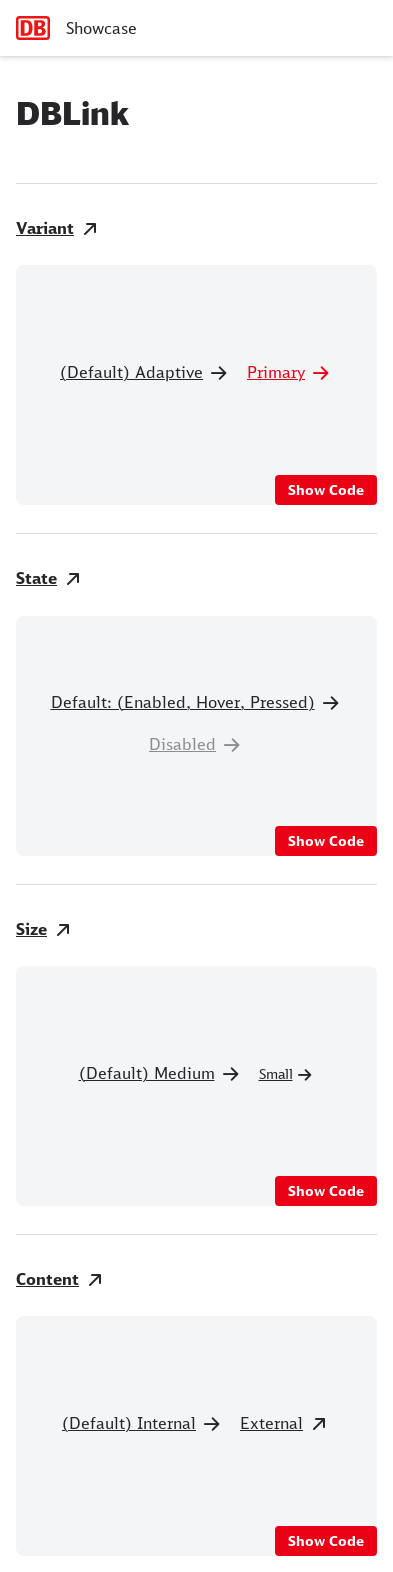 DB Showcase
DBLink
Variant
(Default) Adaptive Primary
Show Code
State
Default: (Enabled, Hover, Pressed)
Disabled
Show Code
Size
(Default) Medium Small
Show Code
Content
(Default) Internal External
Show Code